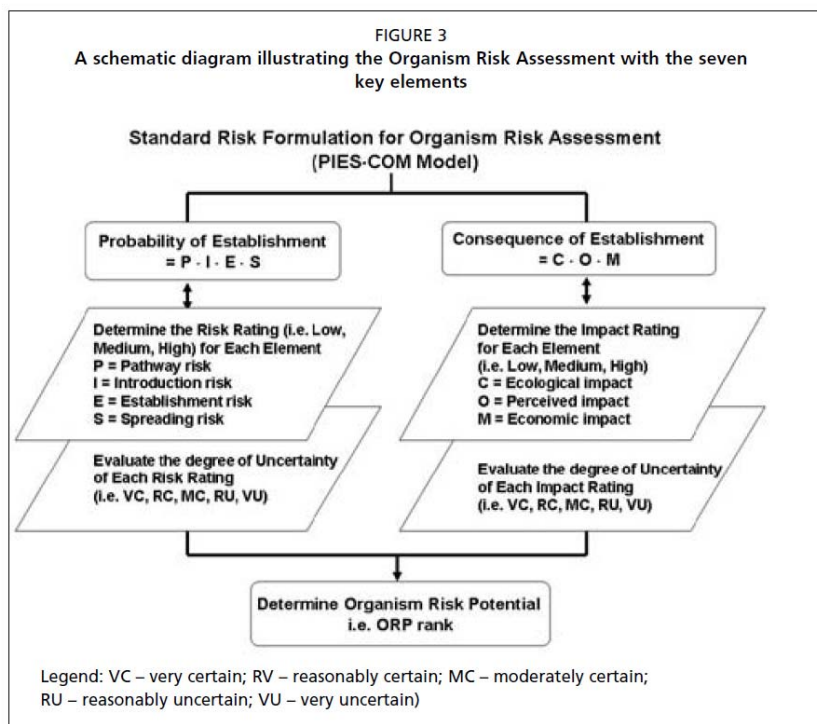 FIGURE 3
A schematic diagram illustrating the Organism Risk Assessment with the seven
key elements
Standard Risk Formulation for Organism Risk Assessment
(PIES-COM Model)
Probability of Establishment
= P · I · E · S
Consequence of Establishment
= C · O · M
Determine the Risk Rating (i.e. Low,
Medium, High) for Each Element
P = Pathway risk
I = Introduction risk
E = Establishment risk
S = Spreading risk
Determine the Impact Rating
for Each Element
(i.e. Low, Medium, High)
C = Ecological impact
O = Perceived impact
M = Economic impact
Evaluate the degree of Uncertainty
of Each Risk Rating
(i.e. VC, RC, MC, RU, VU)
Evaluate the degree of Uncertainty
of Each Impact Rating
(i.e. VC, RC, MC, RU, VU)
Determine Organism Risk Potential
i.e. ORP rank
Legend: VC – very certain; RV – reasonably certain; MC – moderately certain;
RU – reasonably uncertain; VU – very uncertain)